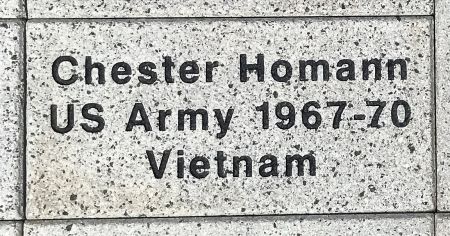 Chester Homann
US Army 1967-70
Vietnam